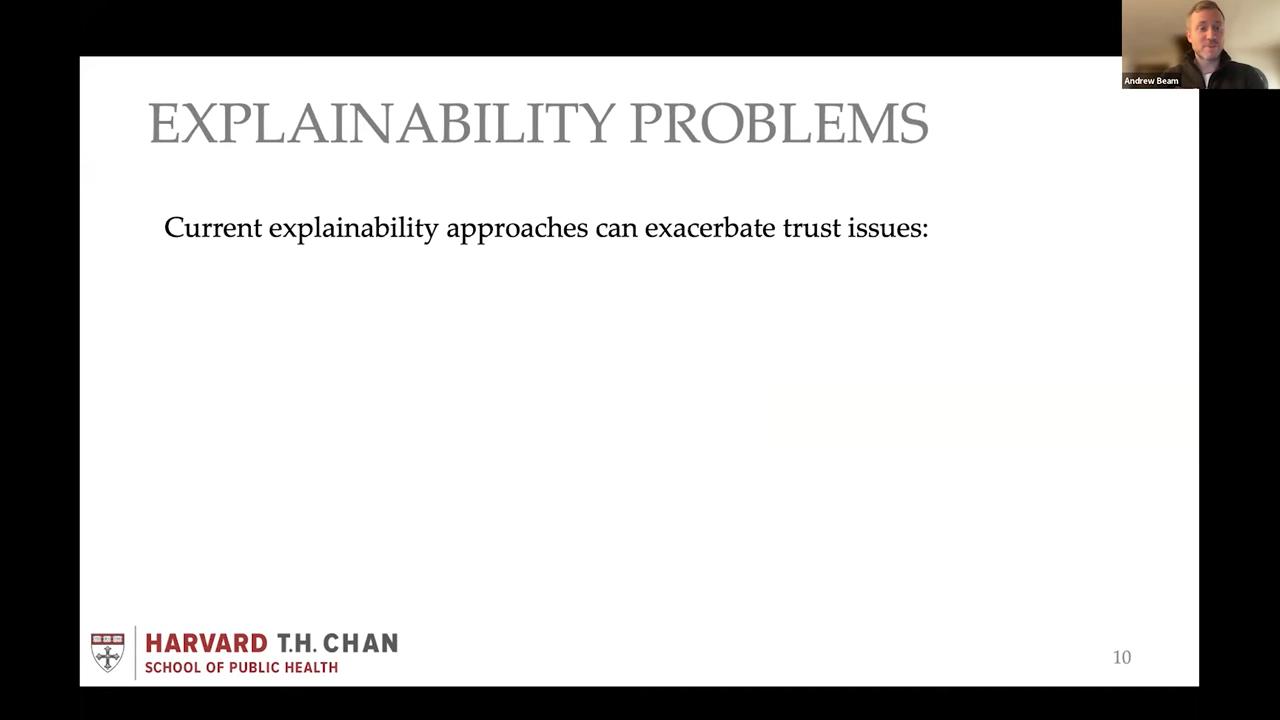 Andrew Beam
EXPLAINABILITY PROBLEMS
Current explainability approaches can exacerbate trust issues:
HARVARD T.H. CHAN
SCHOOL OF PUBLIC HEALTH
10